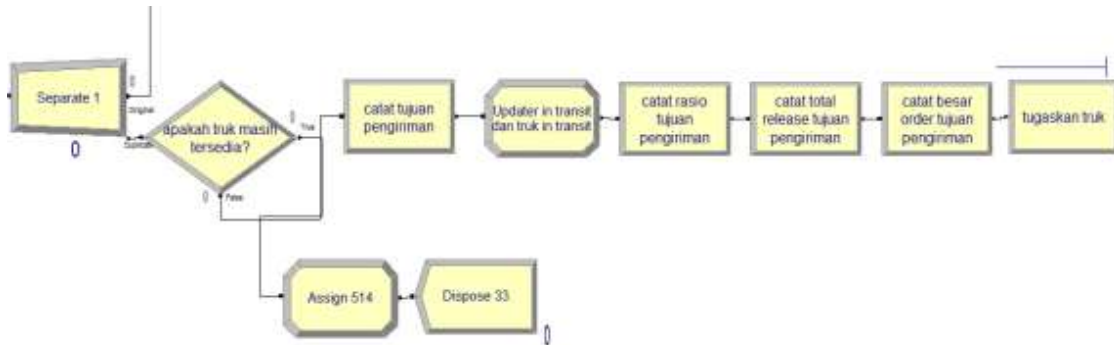 0
Separate 1
Original
Duplicate
0
apakah truk masih
tersedia?
0
True
0
False
catat tujuan
pengiriman
Updater in transit
dan truk in transit
catat rasio
tujuan
pengiriman
catat total
release tujuan
pengiriman
catat besar
order tujuan
pengiriman
tugaskan truk
Assign 514
Dispose 33
0